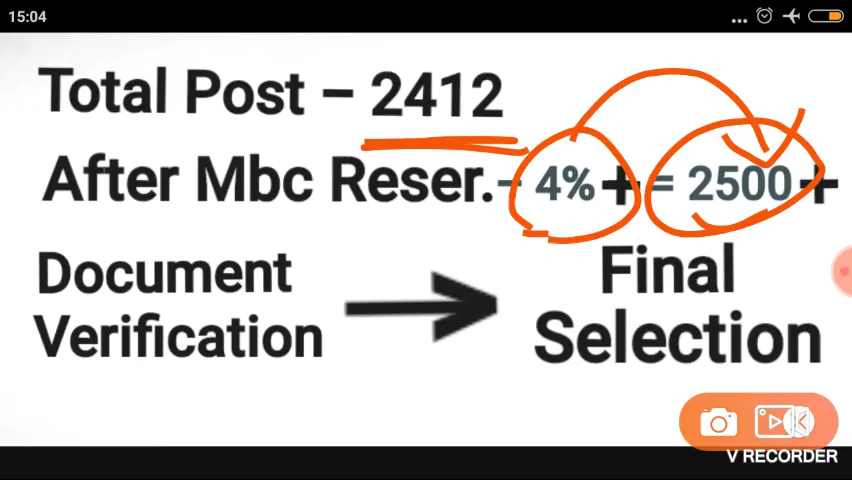 15:04
Total Post – 2412
After Mbc Reser.- 4%+ = 2500+
Document Verification
Final Selection
V RECORDER